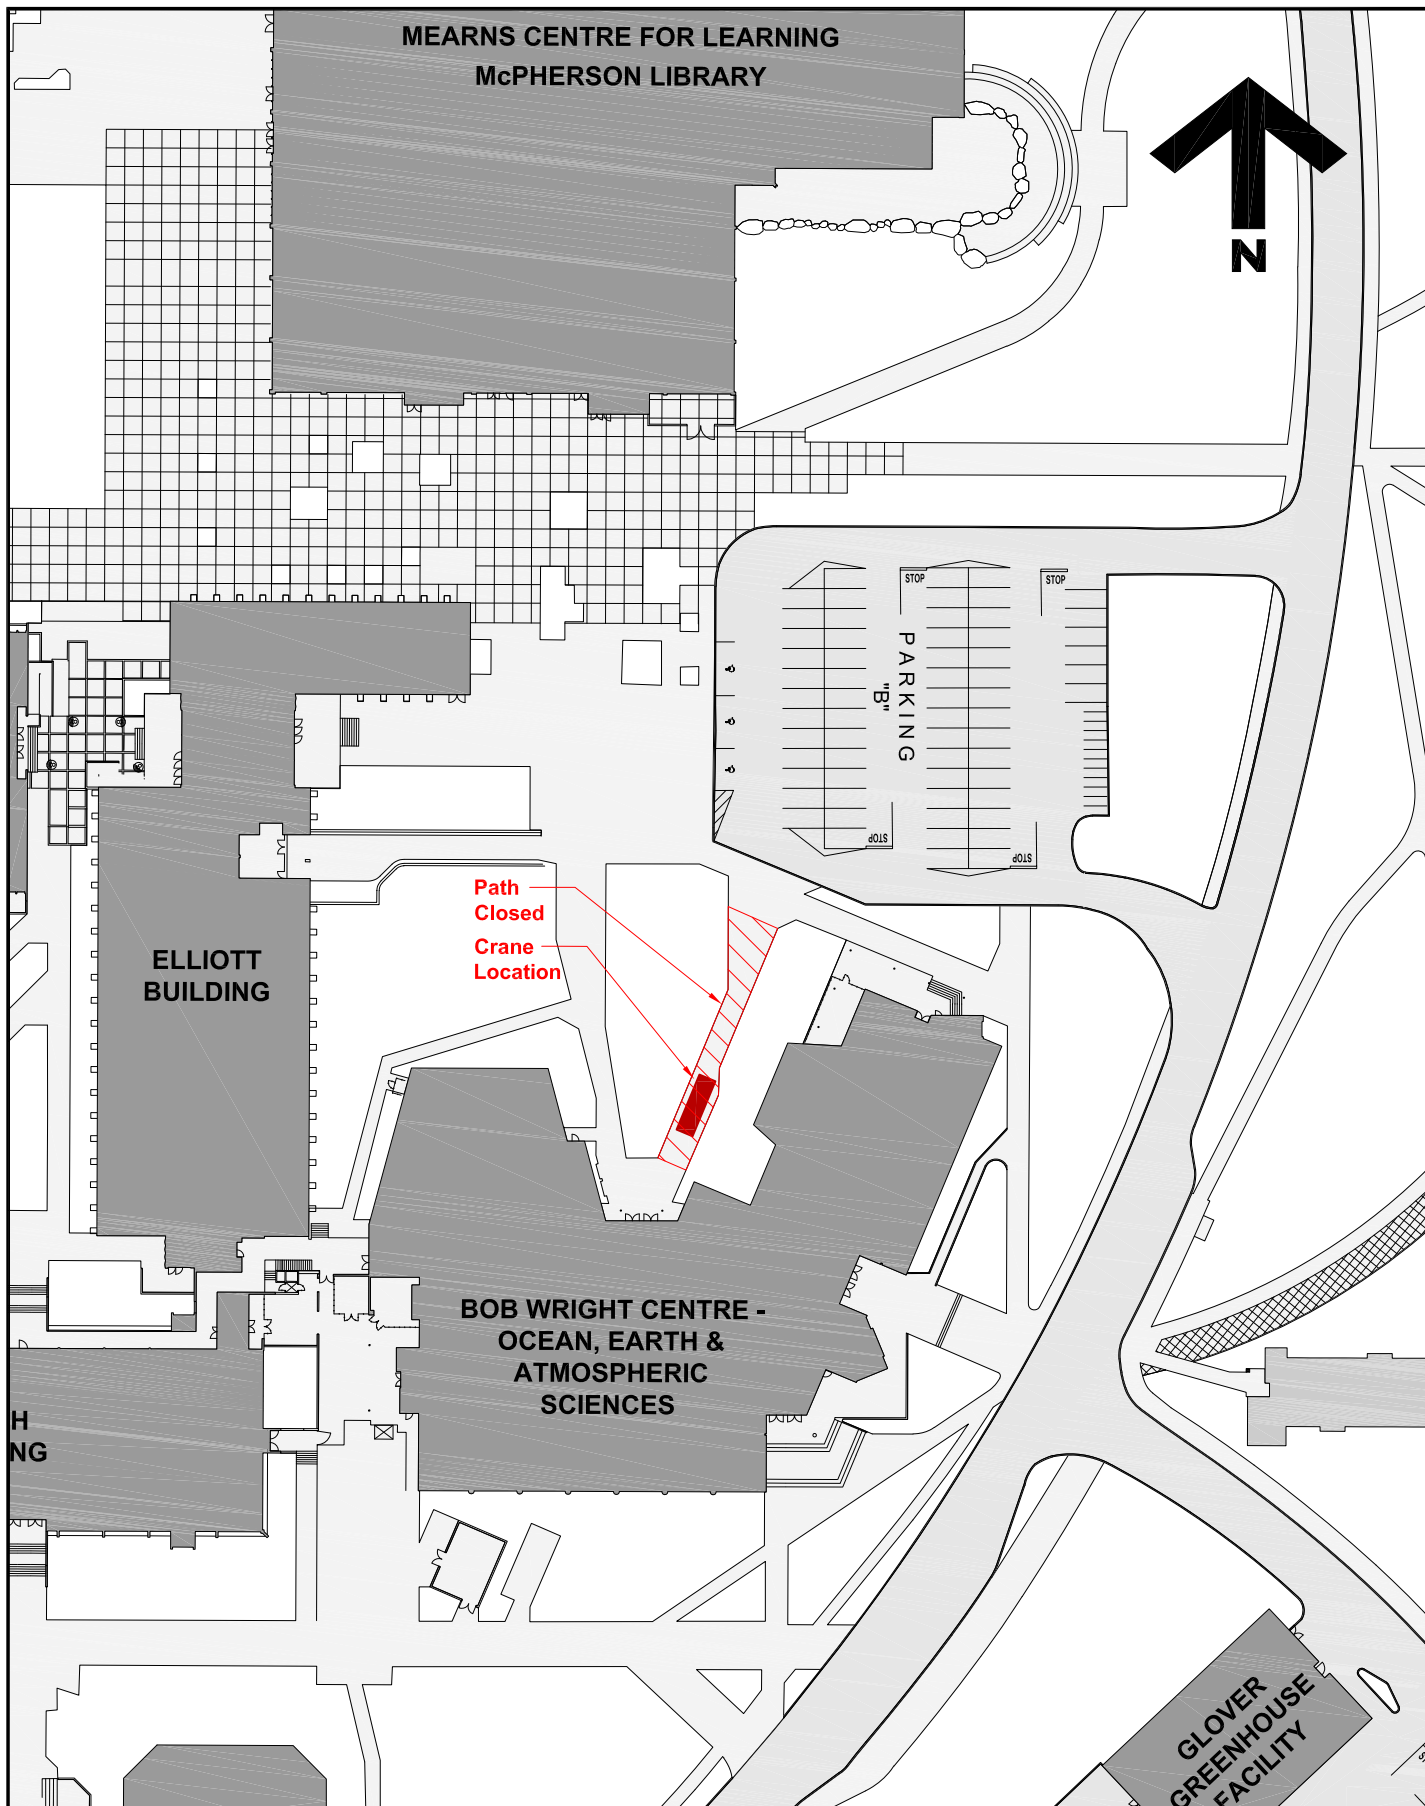 MEARNS CENTRE FOR LEARNING
McPHERSON LIBRARY
N
STOP
STOP
PARKING
"B"
STOP
STOP
Path
Closed
Crane
Location
ELLIOTT
BUILDING
BOB WRIGHT CENTRE -
OCEAN, EARTH &
ATMOSPHERIC
SCIENCES
H
NG
GLOVER
GREENHOUSE
FACILITY